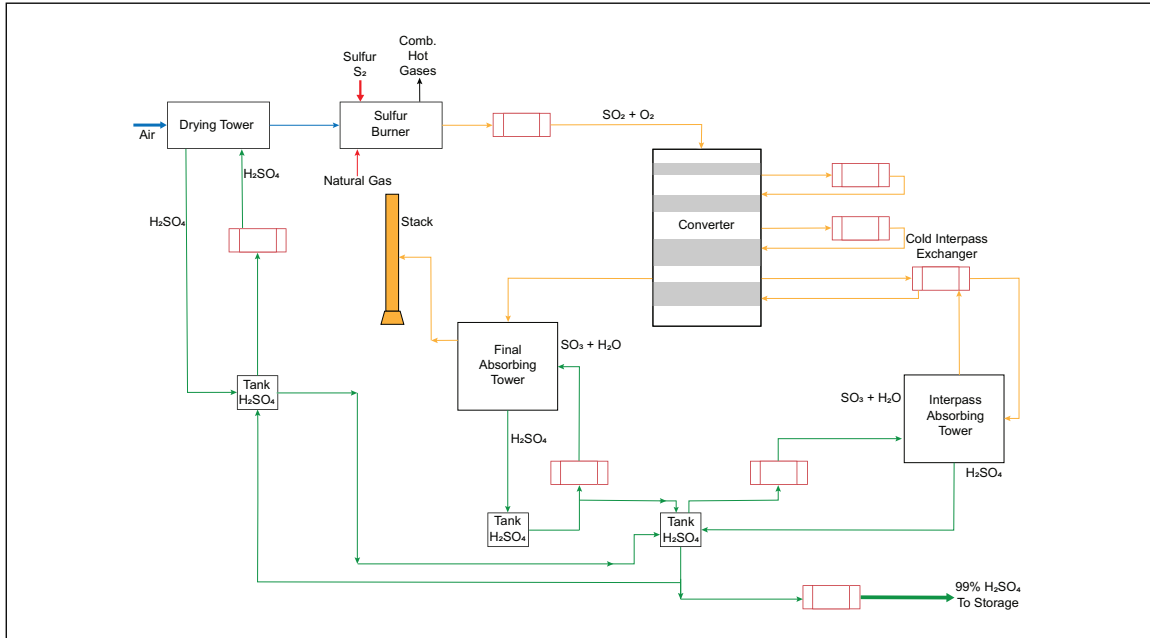 Comb.
Hot
Gases
Sulfur
S₂
SO₂ + O₂
Drying Tower
Sulfur
Burner
Air
H₂SO₄
Natural Gas
H₂SO₄
Stack
Converter
Cold Interpass
Exchanger
Final
Absorbing
Tower
SO₃ + H₂O
Tank
H₂SO₄
SO₃ + H₂O
Interpass
Absorbing
Tower
H₂SO₄
H₂SO₄
Tank
H₂SO₄
Tank
H₂SO₄
99% H₂SO₄
To Storage